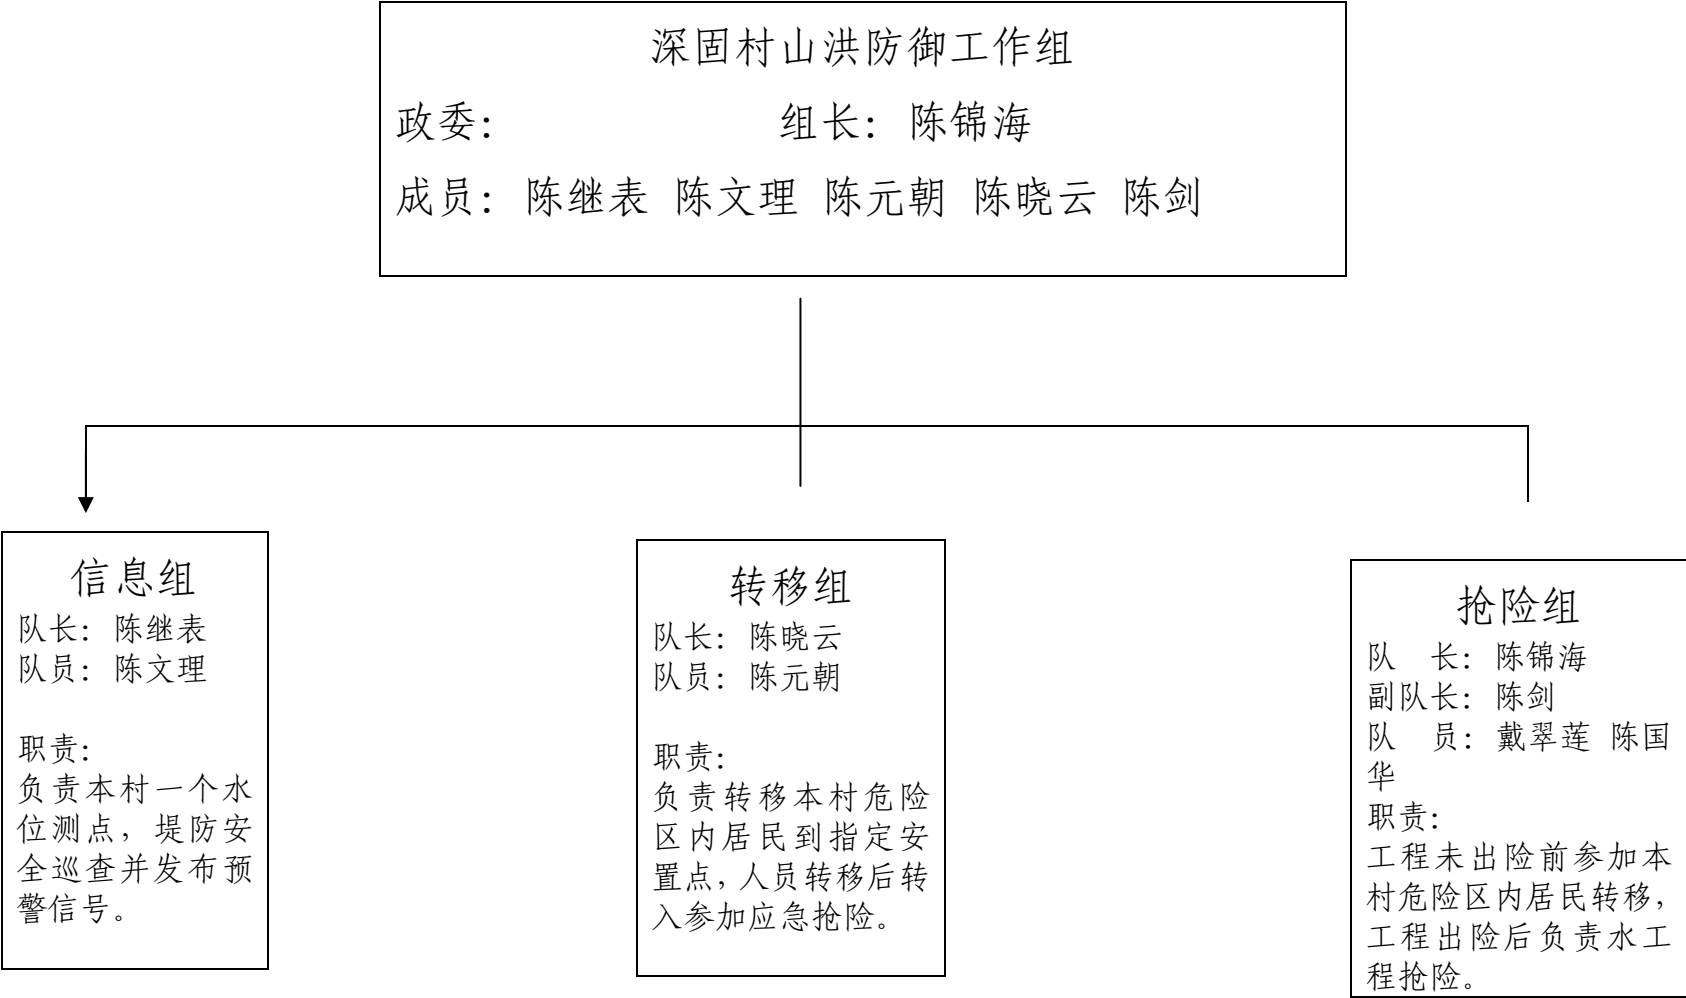 深固村山洪防御工作组
政委： 组长：陈锦海
成员：陈继表 陈文理 陈元朝 陈晓云 陈剑
信息组
队长：陈继表
队员：陈文理
职责：
负责本村一个水
位测点，堤防安
全巡查并发布预
警信号。
转移组
队长：陈晓云
队员：陈元朝
职责：
负责转移本村危险
区内居民到指定安
置点，人员转移后转
入参加应急抢险。
抢险组
队 长：陈锦海
副队长：陈剑
队 员：戴翠莲 陈国
华
职责：
工程未出险前参加本
村危险区内居民转移，
工程出险后负责水工
程抢险。